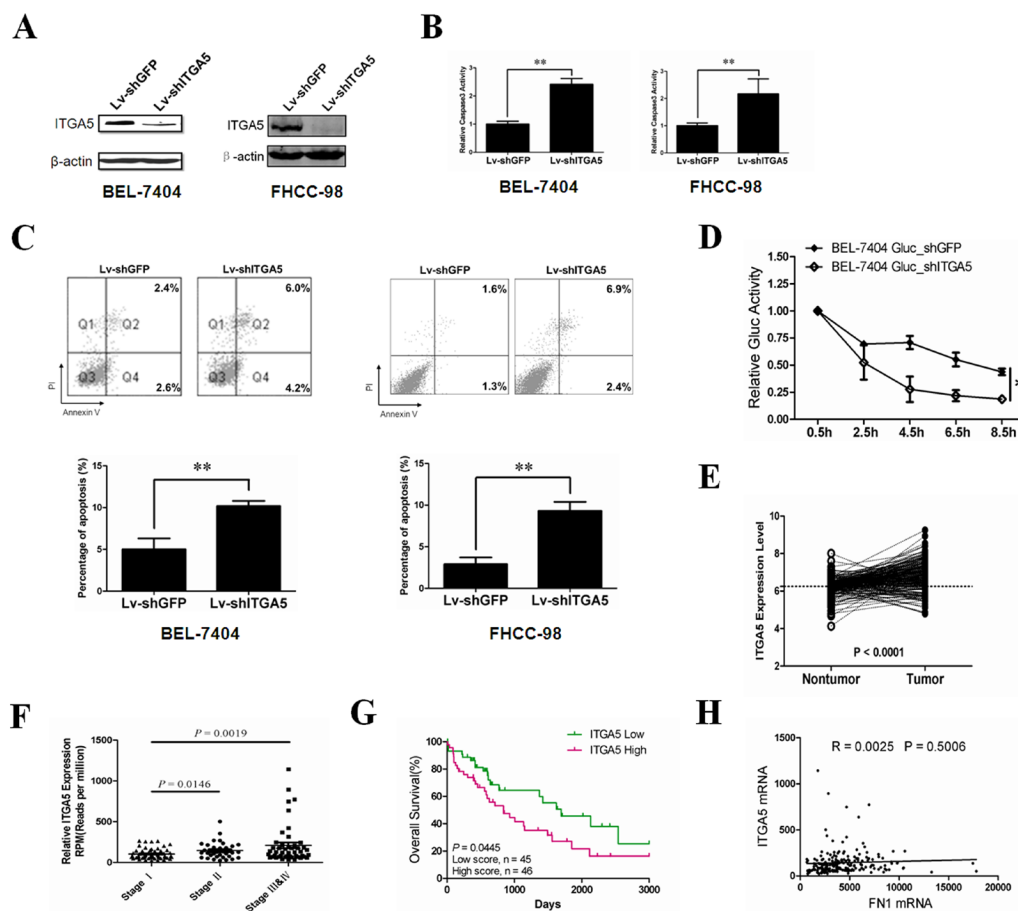 A
Lv-shGFP
Lv-shITGA5
ITGA5
β-actin
BEL-7404
Lv-shGFP
Lv-shITGA5
ITGA5
β-actin
FHCC-98
B
Relative Caspase3 Activity
3
2
1
0
**
Lv-shGFP
Lv-shITGA5
BEL-7404
Relative Caspase3 Activity
3
2
1
0
**
Lv-shGFP
Lv-shITGA5
FHCC-98
C
Lv-shGFP
2.4%
Q1
Q2
Q3
Q4
2.6%
PI
Annexin V
Lv-shITGA5
6.0%
Q1
Q2
Q3
Q4
4.2%
Lv-shGFP
1.6%
1.3%
PI
Annexin V
Lv-shITGA5
6.9%
2.4%
Percentage of apoptosis (%)
15
10
5
0
**
Lv-shGFP
Lv-shITGA5
BEL-7404
Percentage of apoptosis (%)
15
10
5
0
**
Lv-shGFP
Lv-shITGA5
FHCC-98
D
BEL-7404 Gluc_shGFP
BEL-7404 Gluc_shITGA5
Relative Gluc Activity
1.50
1.25
1.00
0.75
0.50
0.25
0.00
0.5h
2.5h
4.5h
6.5h
8.5h
E
ITGA5 Expression Level
10
8
6
4
2
P < 0.0001
Nontumor
Tumor
F
Relative ITGA5 Expression
RPM(Reads per million)
1500
1000
500
0
P = 0.0019
P = 0.0146
Stage I
Stage II
Stage III&IV
G
ITGA5 Low
ITGA5 High
Overall Survival(%)
100
80
60
40
20
0
P = 0.0445
Low score, n = 45
High score, n = 46
0
1000
2000
3000
Days
H
R = 0.0025 P = 0.5006
ITGA5 mRNA
1500
1000
500
0
0
5000
10000
15000
20000
FN1 mRNA